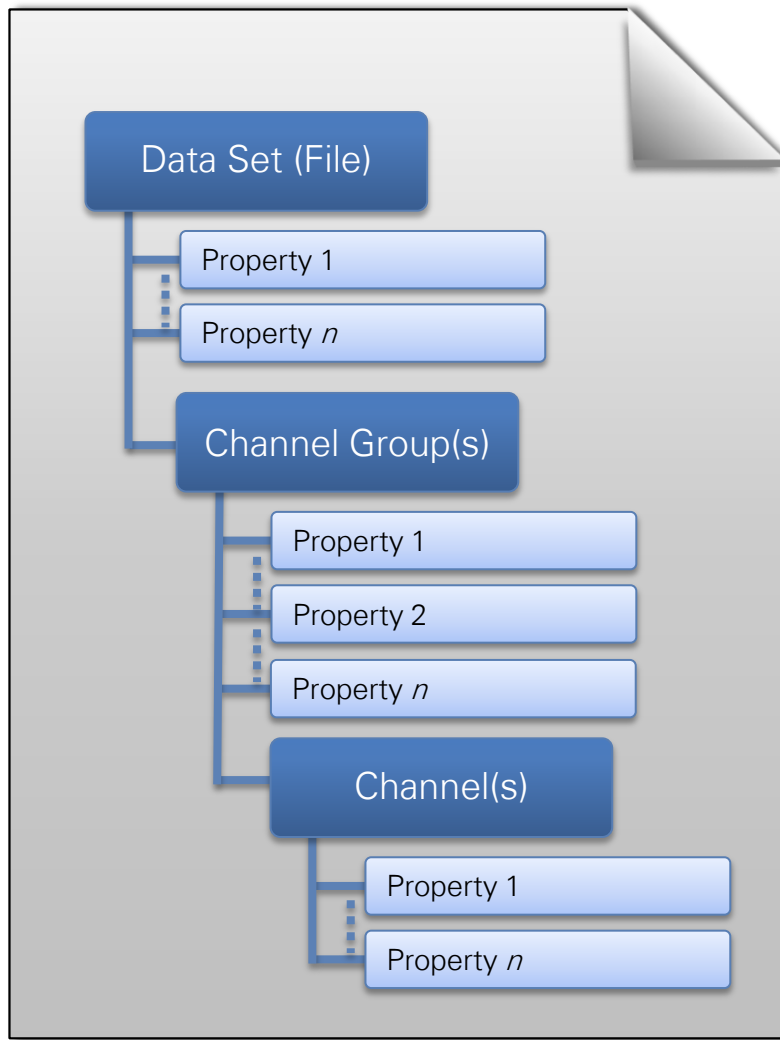 Data Set (File)
Property 1
Property n
Channel Group(s)
Property 1
Property 2
Property n
Channel(s)
Property 1
Property n